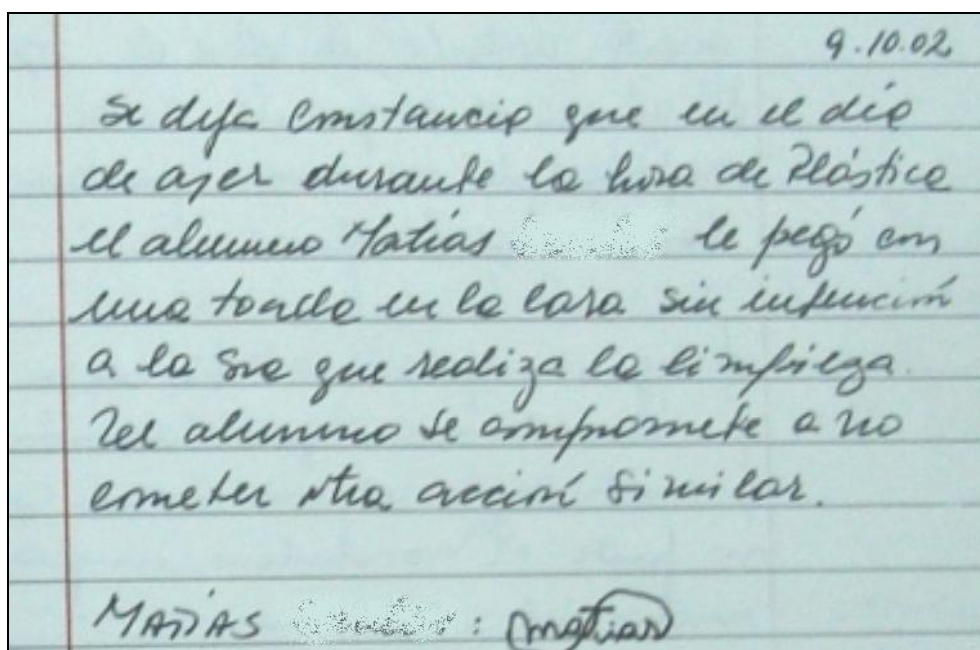 9.10.02
Se deja constancia que en el día
de ayer durante la hora de Plástica
el alumno Matías le pegó con
una toalla en la cara sin intención
a la Sra que realiza la limpieza.
El alumno se compromete a no
cometer otra acción similar.
MATÍAS : Matias